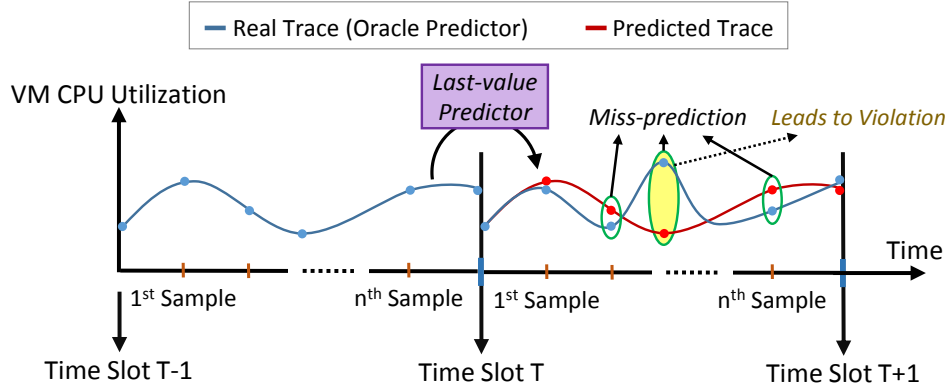 Real Trace (Oracle Predictor) Predicted Trace
VM CPU Utilization
Last-value
Predictor
Miss-prediction
Leads to Violation
Time
1st Sample
nth Sample
1st Sample
nth Sample
Time Slot T-1
Time Slot T
Time Slot T+1